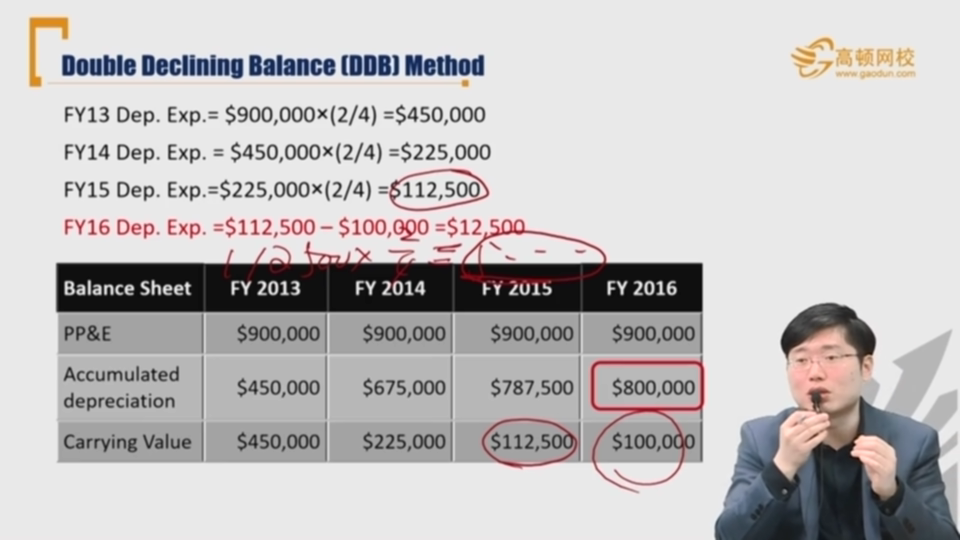 Double Declining Balance (DDB) Method
高顿网校
www.gaodun.com
FY13 Dep. Exp.= $900,000×(2/4) =$450,000
FY14 Dep. Exp. = $450,000×(2/4) =$225,000
FY15 Dep. Exp.=$225,000×(2/4) =$112,500
FY16 Dep. Exp. =$112,500 – $100,000 =$12,500
112500 × 2/4 =
Balance Sheet FY 2013 FY 2014 FY 2015 FY 2016
PP&E $900,000 $900,000 $900,000 $900,000
Accumulated depreciation $450,000 $675,000 $787,500 $800,000
Carrying Value $450,000 $225,000 $112,500 $100,000